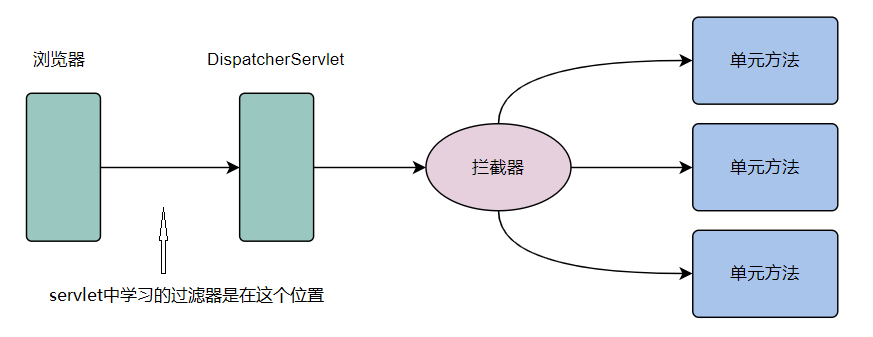 浏览器
DispatcherServlet
单元方法
拦截器
单元方法
单元方法
servlet中学习的过滤器是在这个位置